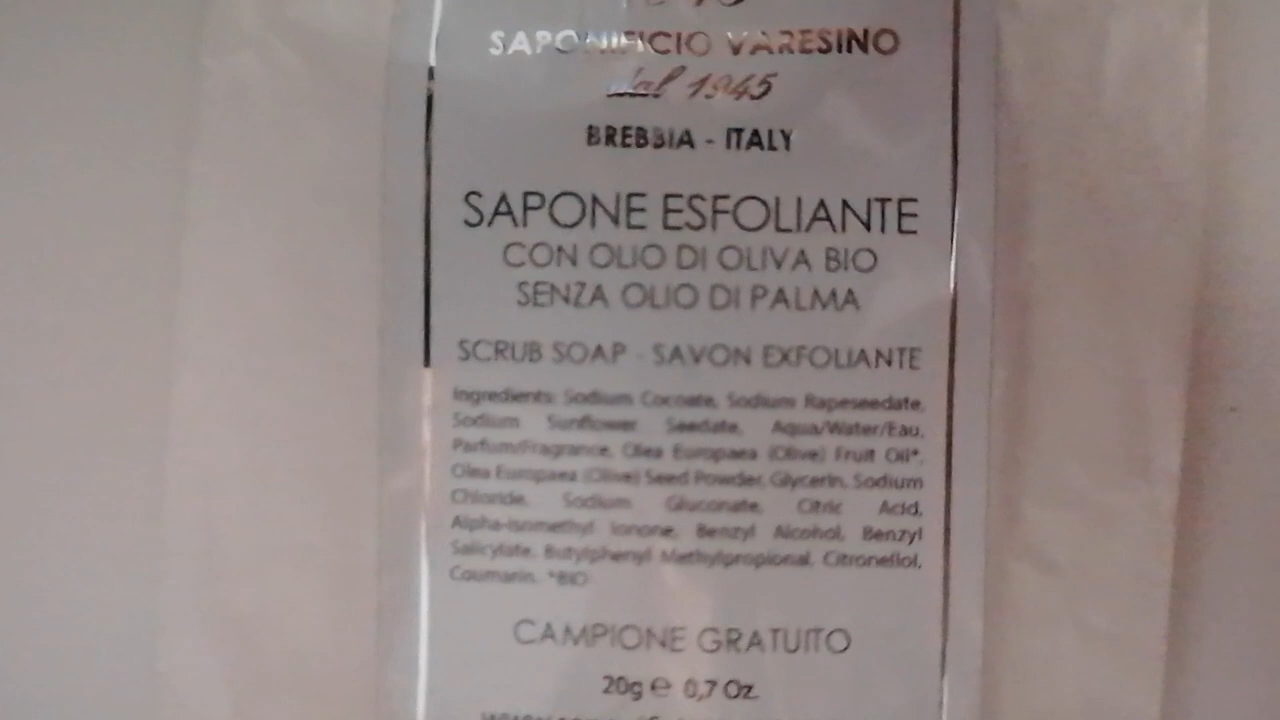 SAPONIFICIO VARESINO
dal 1945
BREBBIA - ITALY
SAPONE ESFOLIANTE
CON OLIO DI OLIVA BIO
SENZA OLIO DI PALMA
SCRUB SOAP - SAVON EXFOLIANTE
Ingredients: Sodium Cocoate, Sodium Rapeseedate,
Sodium Sunflower Seedate, Aqua/Water/Eau,
Parfum/Fragrance, Olea Europaea (Olive) Fruit Oil*,
Olea Europaea (Olive) Seed Powder, Glycerin, Sodium
Chloride, Sodium Gluconate, Citric Acid,
Alpha-isomethyl Ionone, Benzyl Alcohol, Benzyl
Salicylate, Butylphenyl Methylpropional, Citronellol,
Coumarin. *BIO
CAMPIONE GRATUITO
20g e 0,7 Oz.